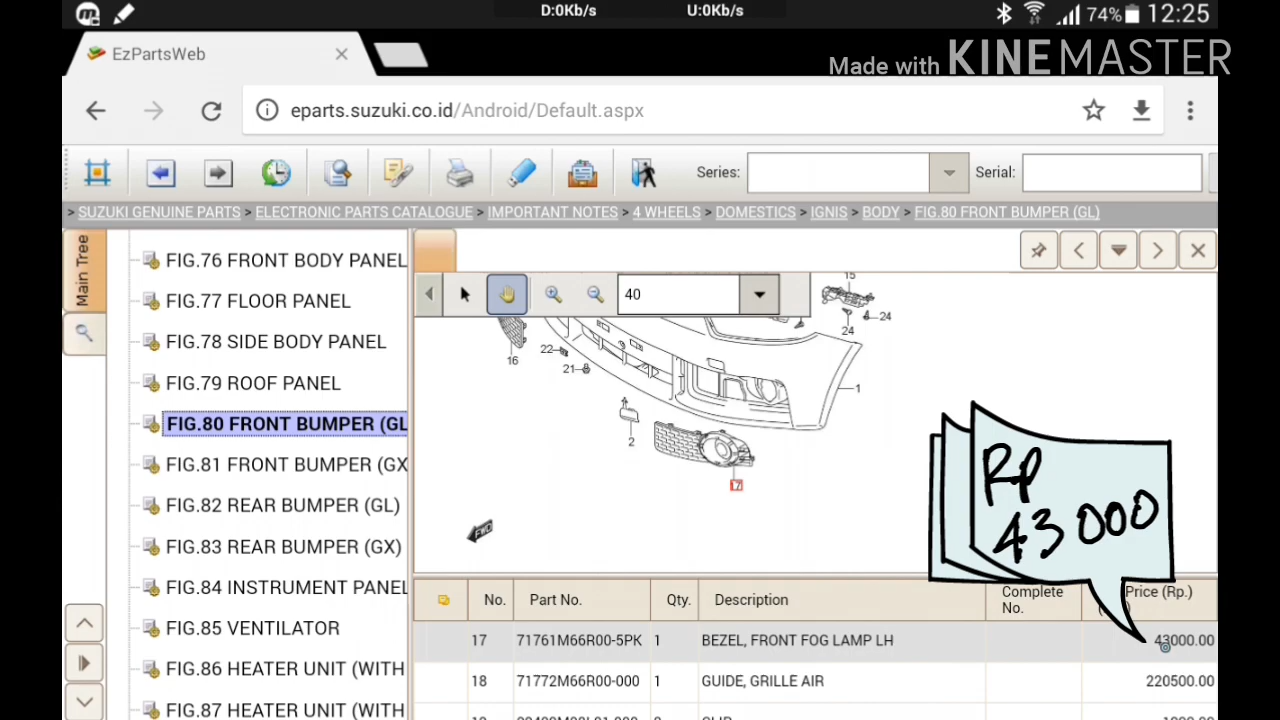 D:0Kb/s U:0Kb/s 74% 12:25
EzPartsWeb
Made with KINEMASTER
eparts.suzuki.co.id/Android/Default.aspx
Series: Serial:
> SUZUKI GENUINE PARTS > ELECTRONIC PARTS CATALOGUE > IMPORTANT NOTES > 4 WHEELS > DOMESTICS > IGNIS > BODY > FIG.80 FRONT BUMPER (GL)
Main Tree
FIG.76 FRONT BODY PANEL
FIG.77 FLOOR PANEL
FIG.78 SIDE BODY PANEL
FIG.79 ROOF PANEL
FIG.80 FRONT BUMPER (GL
FIG.81 FRONT BUMPER (GX
FIG.82 REAR BUMPER (GL)
FIG.83 REAR BUMPER (GX)
FIG.84 INSTRUMENT PANEL
FIG.85 VENTILATOR
FIG.86 HEATER UNIT (WITH
FIG.87 HEATER UNIT (WITH
40
15
24
24
16
22
21
1
2
17
FWD
RP
43000
No. Part No. Qty. Description Complete No. Price (Rp.)
17 71761M66R00-5PK 1 BEZEL, FRONT FOG LAMP LH 43000.00
18 71772M66R00-000 1 GUIDE, GRILLE AIR 220500.00